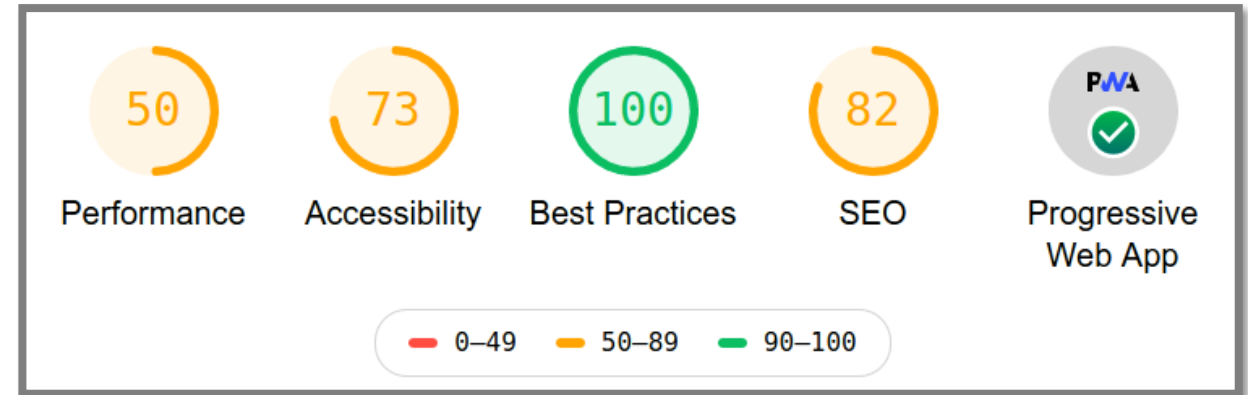 50
73
100
82
PWA
Performance
Accessibility
Best Practices
SEO
Progressive
Web App
0–49
50–89
90–100